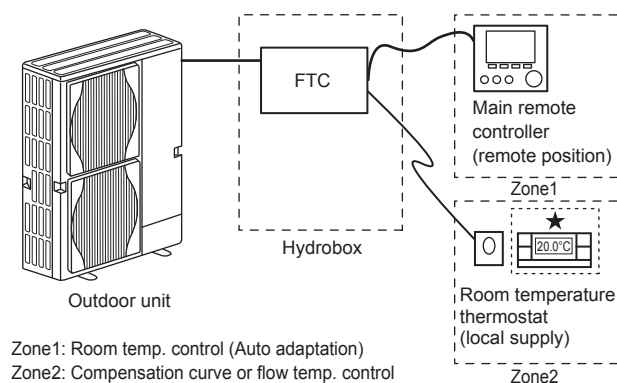 FTC
Main remote
controller
(remote position)
Zone1
Hydrobox
20.0°C
Room temperature
thermostat
(local supply)
Zone2
Outdoor unit
Zone1: Room temp. control (Auto adaptation)
Zone2: Compensation curve or flow temp. control